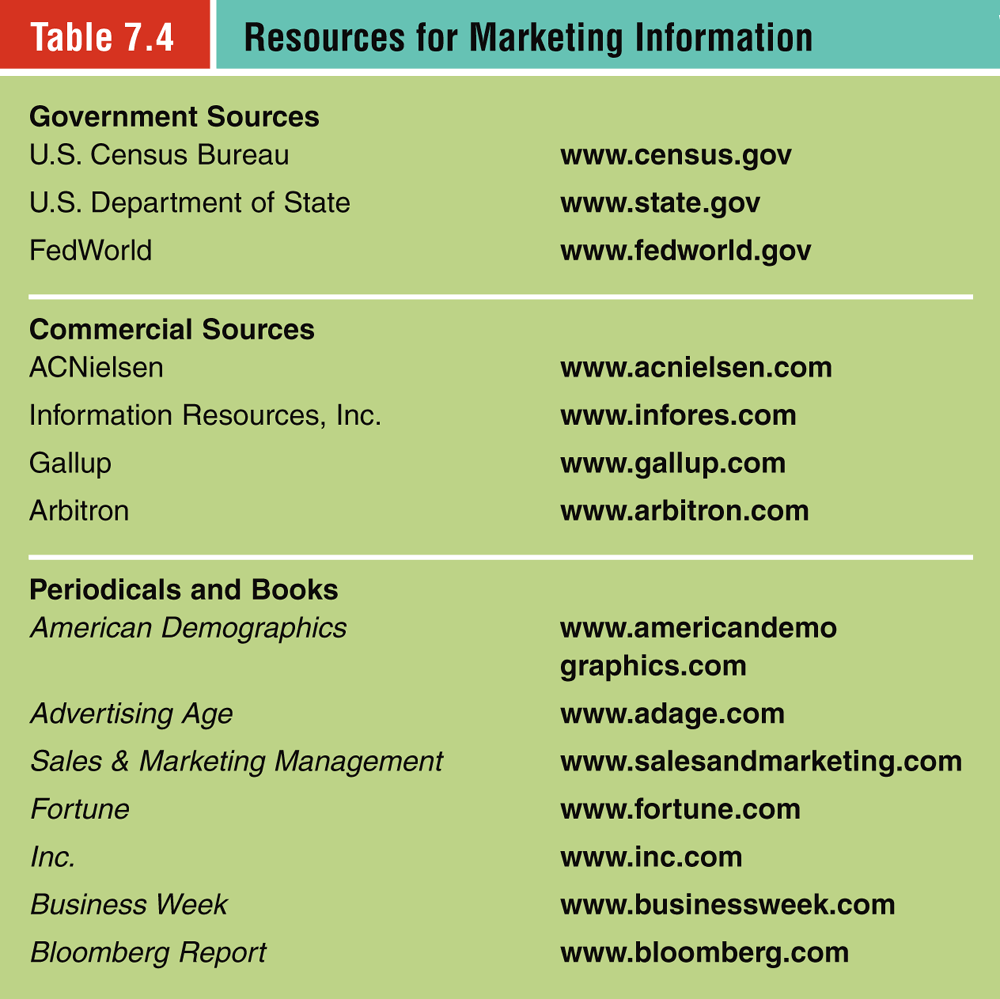 Table 7.4 Resources for Marketing Information
Government Sources
U.S. Census Bureau www.census.gov
U.S. Department of State www.state.gov
FedWorld www.fedworld.gov
Commercial Sources
ACNielsen www.acnielsen.com
Information Resources, Inc. www.infores.com
Gallup www.gallup.com
Arbitron www.arbitron.com
Periodicals and Books
American Demographics www.americandemo
graphics.com
Advertising Age www.adage.com
Sales & Marketing Management www.salesandmarketing.com
Fortune www.fortune.com
Inc. www.inc.com
Business Week www.businessweek.com
Bloomberg Report www.bloomberg.com